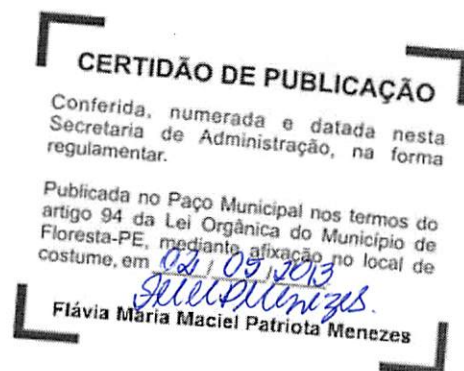 CERTIDÃO DE PUBLICAÇÃO
Conferida, numerada e datada nesta
Secretaria de Administração, na forma
regulamentar.
Publicada no Paço Municipal nos termos do
artigo 94 da Lei Orgânica do Município de
Floresta-PE, mediante afixação no local de
costume, em 02 / 05 / 2013
Flávia Maria Maciel Patriota Menezes